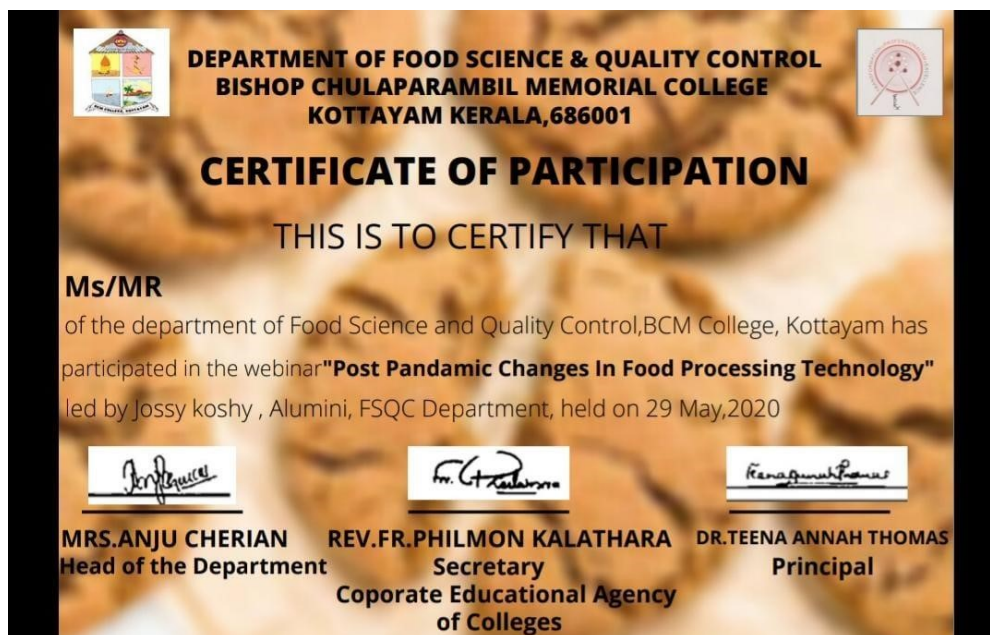 DEPARTMENT OF FOOD SCIENCE & QUALITY CONTROL
BISHOP CHULAPARAMBIL MEMORIAL COLLEGE
KOTTAYAM KERALA,686001
CERTIFICATE OF PARTICIPATION
THIS IS TO CERTIFY THAT
Ms/MR
of the department of Food Science and Quality Control,BCM College, Kottayam has
participated in the webinar"Post Pandamic Changes In Food Processing Technology"
led by Jossy koshy , Alumini, FSQC Department, held on 29 May,2020
MRS.ANJU CHERIAN
Head of the Department
REV.FR.PHILMON KALATHARA
Secretary
Coporate Educational Agency
of Colleges
DR.TEENA ANNAH THOMAS
Principal